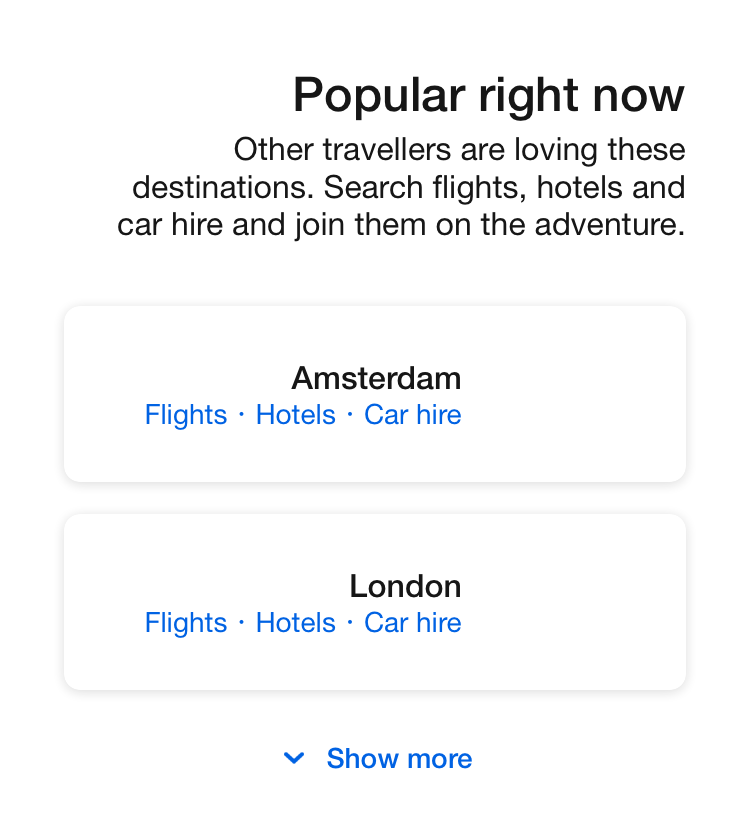 Popular right now
Other travellers are loving these
destinations. Search flights, hotels and
car hire and join them on the adventure.
Amsterdam
Flights · Hotels · Car hire
London
Flights · Hotels · Car hire
Show more